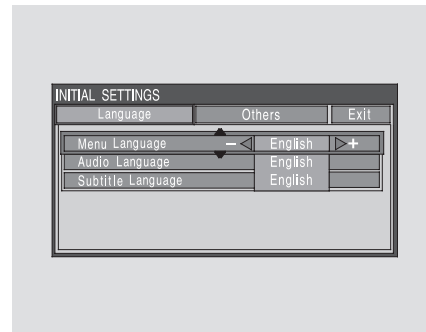 INITIAL SETTINGS
Language Others Exit
Menu Language − English +
Audio Language English
Subtitle Language English